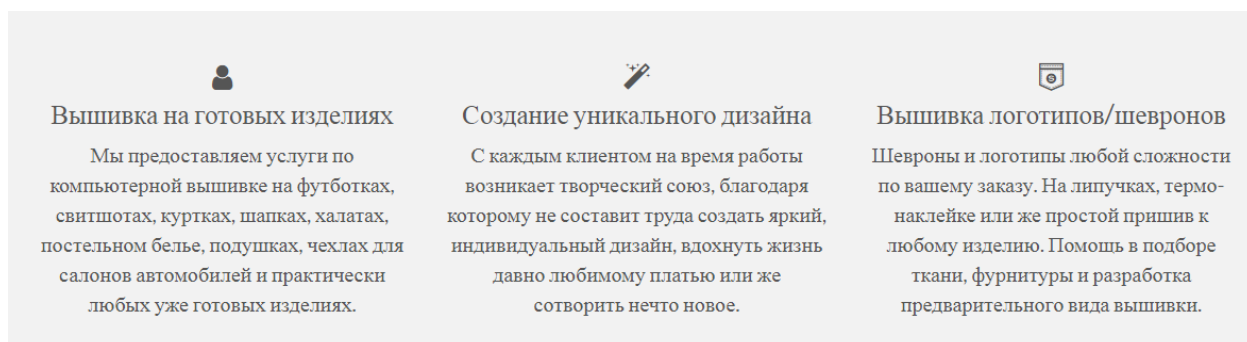 Вышивка на готовых изделиях
Мы предоставляем услуги по
компьютерной вышивке на футботках,
свитшотах, куртках, шапках, халатах,
постельном белье, подушках, чехлах для
салонов автомобилей и практически
любых уже готовых изделиях.
Создание уникального дизайна
С каждым клиентом на время работы
возникает творческий союз, благодаря
которому не составит труда создать яркий,
индивидуальный дизайн, вдохнуть жизнь
давно любимому платью или же
сотворить нечто новое.
Вышивка логотипов/шевронов
Шевроны и логотипы любой сложности
по вашему заказу. На липучках, термо-
наклейке или же простой пришив к
любому изделию. Помощь в подборе
ткани, фурнитуры и разработка
предварительного вида вышивки.